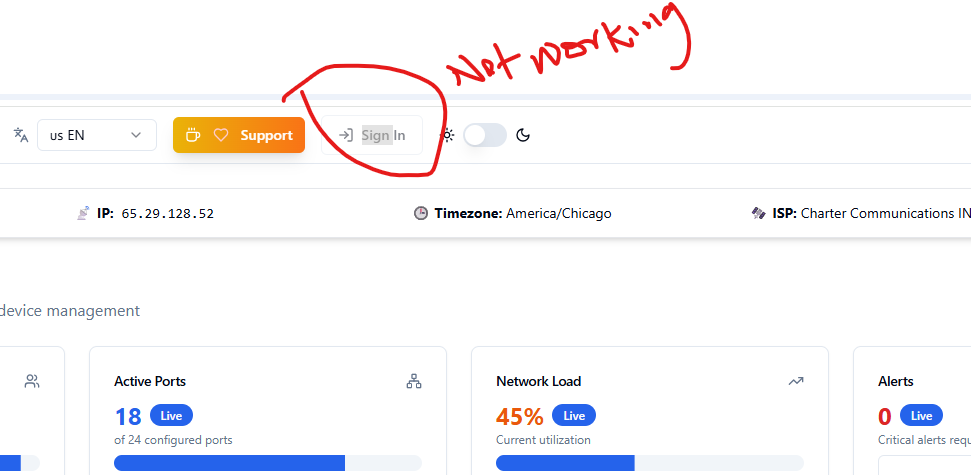 Not working
us EN
Support
Sign In
IP: 65.29.128.52
Timezone: America/Chicago
ISP: Charter Communications IN
device management
Active Ports
18 Live
of 24 configured ports
Network Load
45% Live
Current utilization
Alerts
0 Live
Critical alerts requ